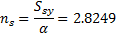 n_s = S_sy / α = 2.8249